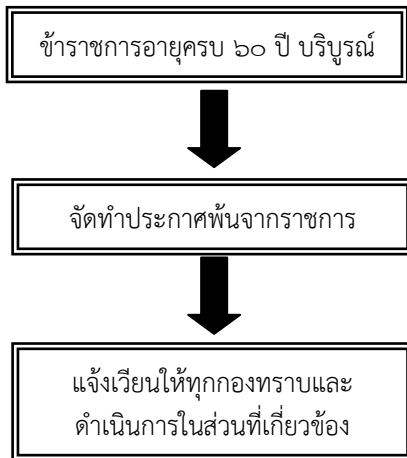 ข้าราชการอายุครบ ๖๐ ปี บริบูรณ์
จัดทำประกาศพ้นจากราชการ
แจ้งเวียนให้ทุกกองทราบและ
ดำเนินการในส่วนที่เกี่ยวข้อง